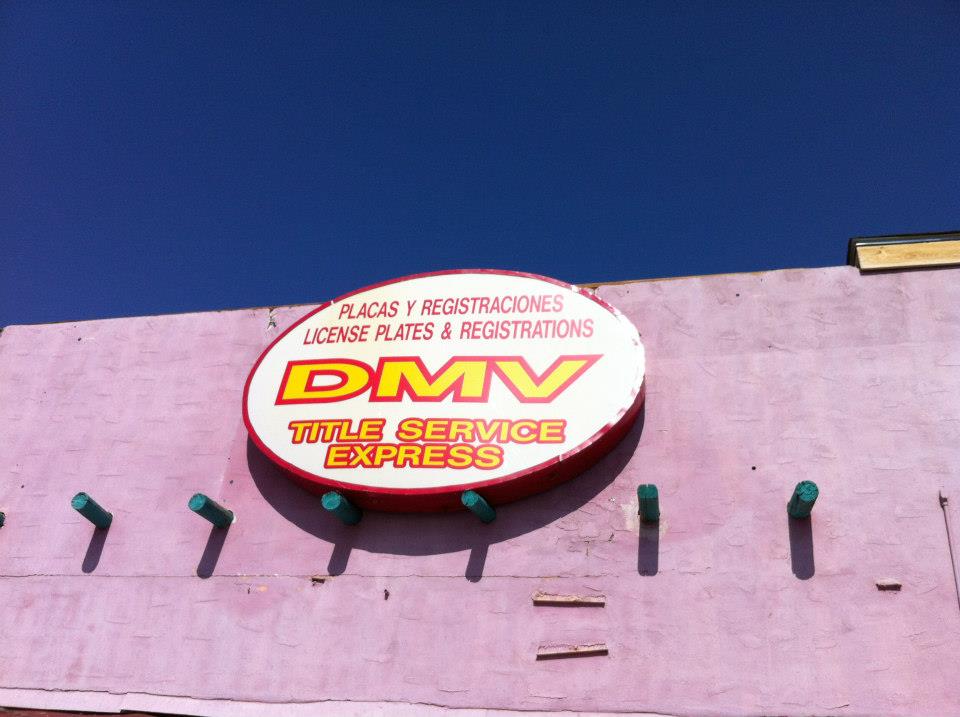 PLACAS Y REGISTRACIONES
LICENSE PLATES & REGISTRATIONS
DMV
TITLE SERVICE
EXPRESS